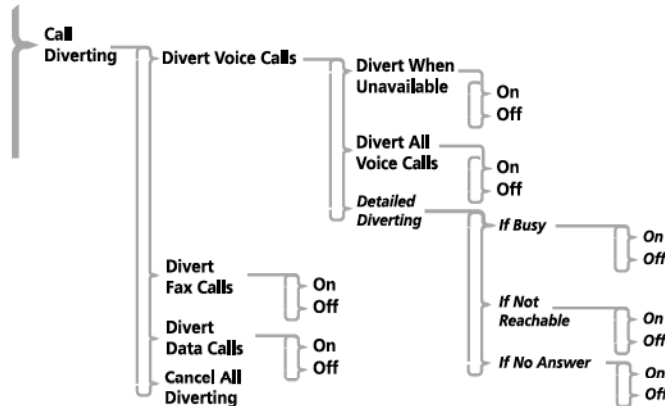 Call
Diverting
Divert Voice Calls
Divert When
Unavailable
On
Off
Divert All
Voice Calls
On
Off
Detailed
Diverting
If Busy
On
Off
If Not
Reachable
On
Off
If No Answer
On
Off
Divert
Fax Calls
On
Off
Divert
Data Calls
On
Off
Cancel All
Diverting